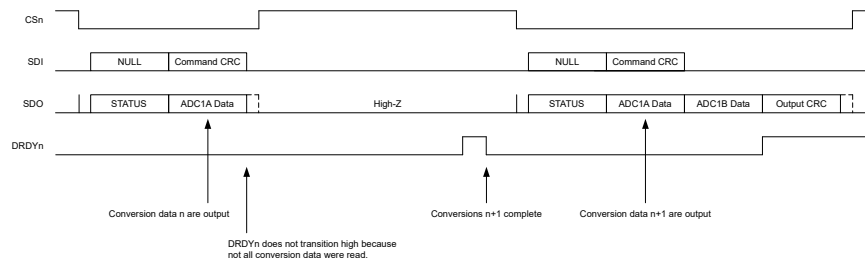 CSn
SDI NULL Command CRC NULL Command CRC
SDO STATUS ADC1A Data High-Z STATUS ADC1A Data ADC1B Data Output CRC
DRDYn
Conversion data n are output Conversions n+1 complete Conversion data n+1 are output
DRDYn does not transition high because
not all conversion data were read.